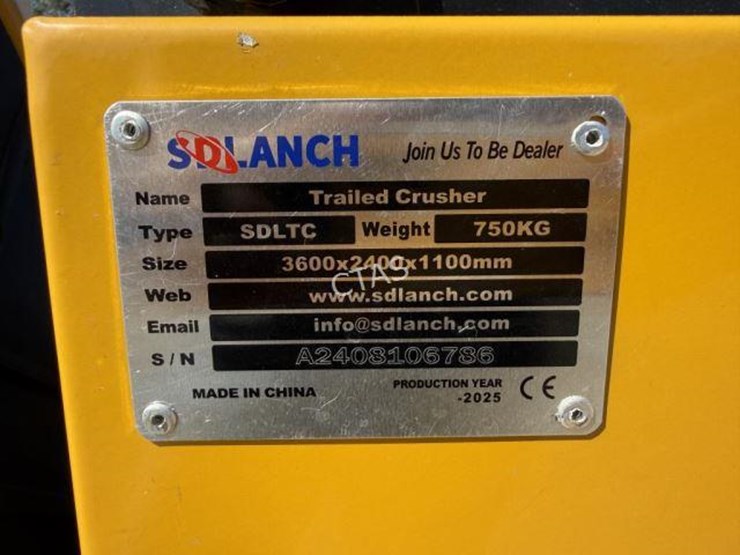 SDLANCH Join Us To Be Dealer
Name Trailed Crusher
Type SDLTC Weight 750KG
Size 3600x2400x1100mm
CTAS
Web www.sdlanch.com
Email info@sdlanch.com
S / N A2408106786
MADE IN CHINA PRODUCTION YEAR
-2025 CE